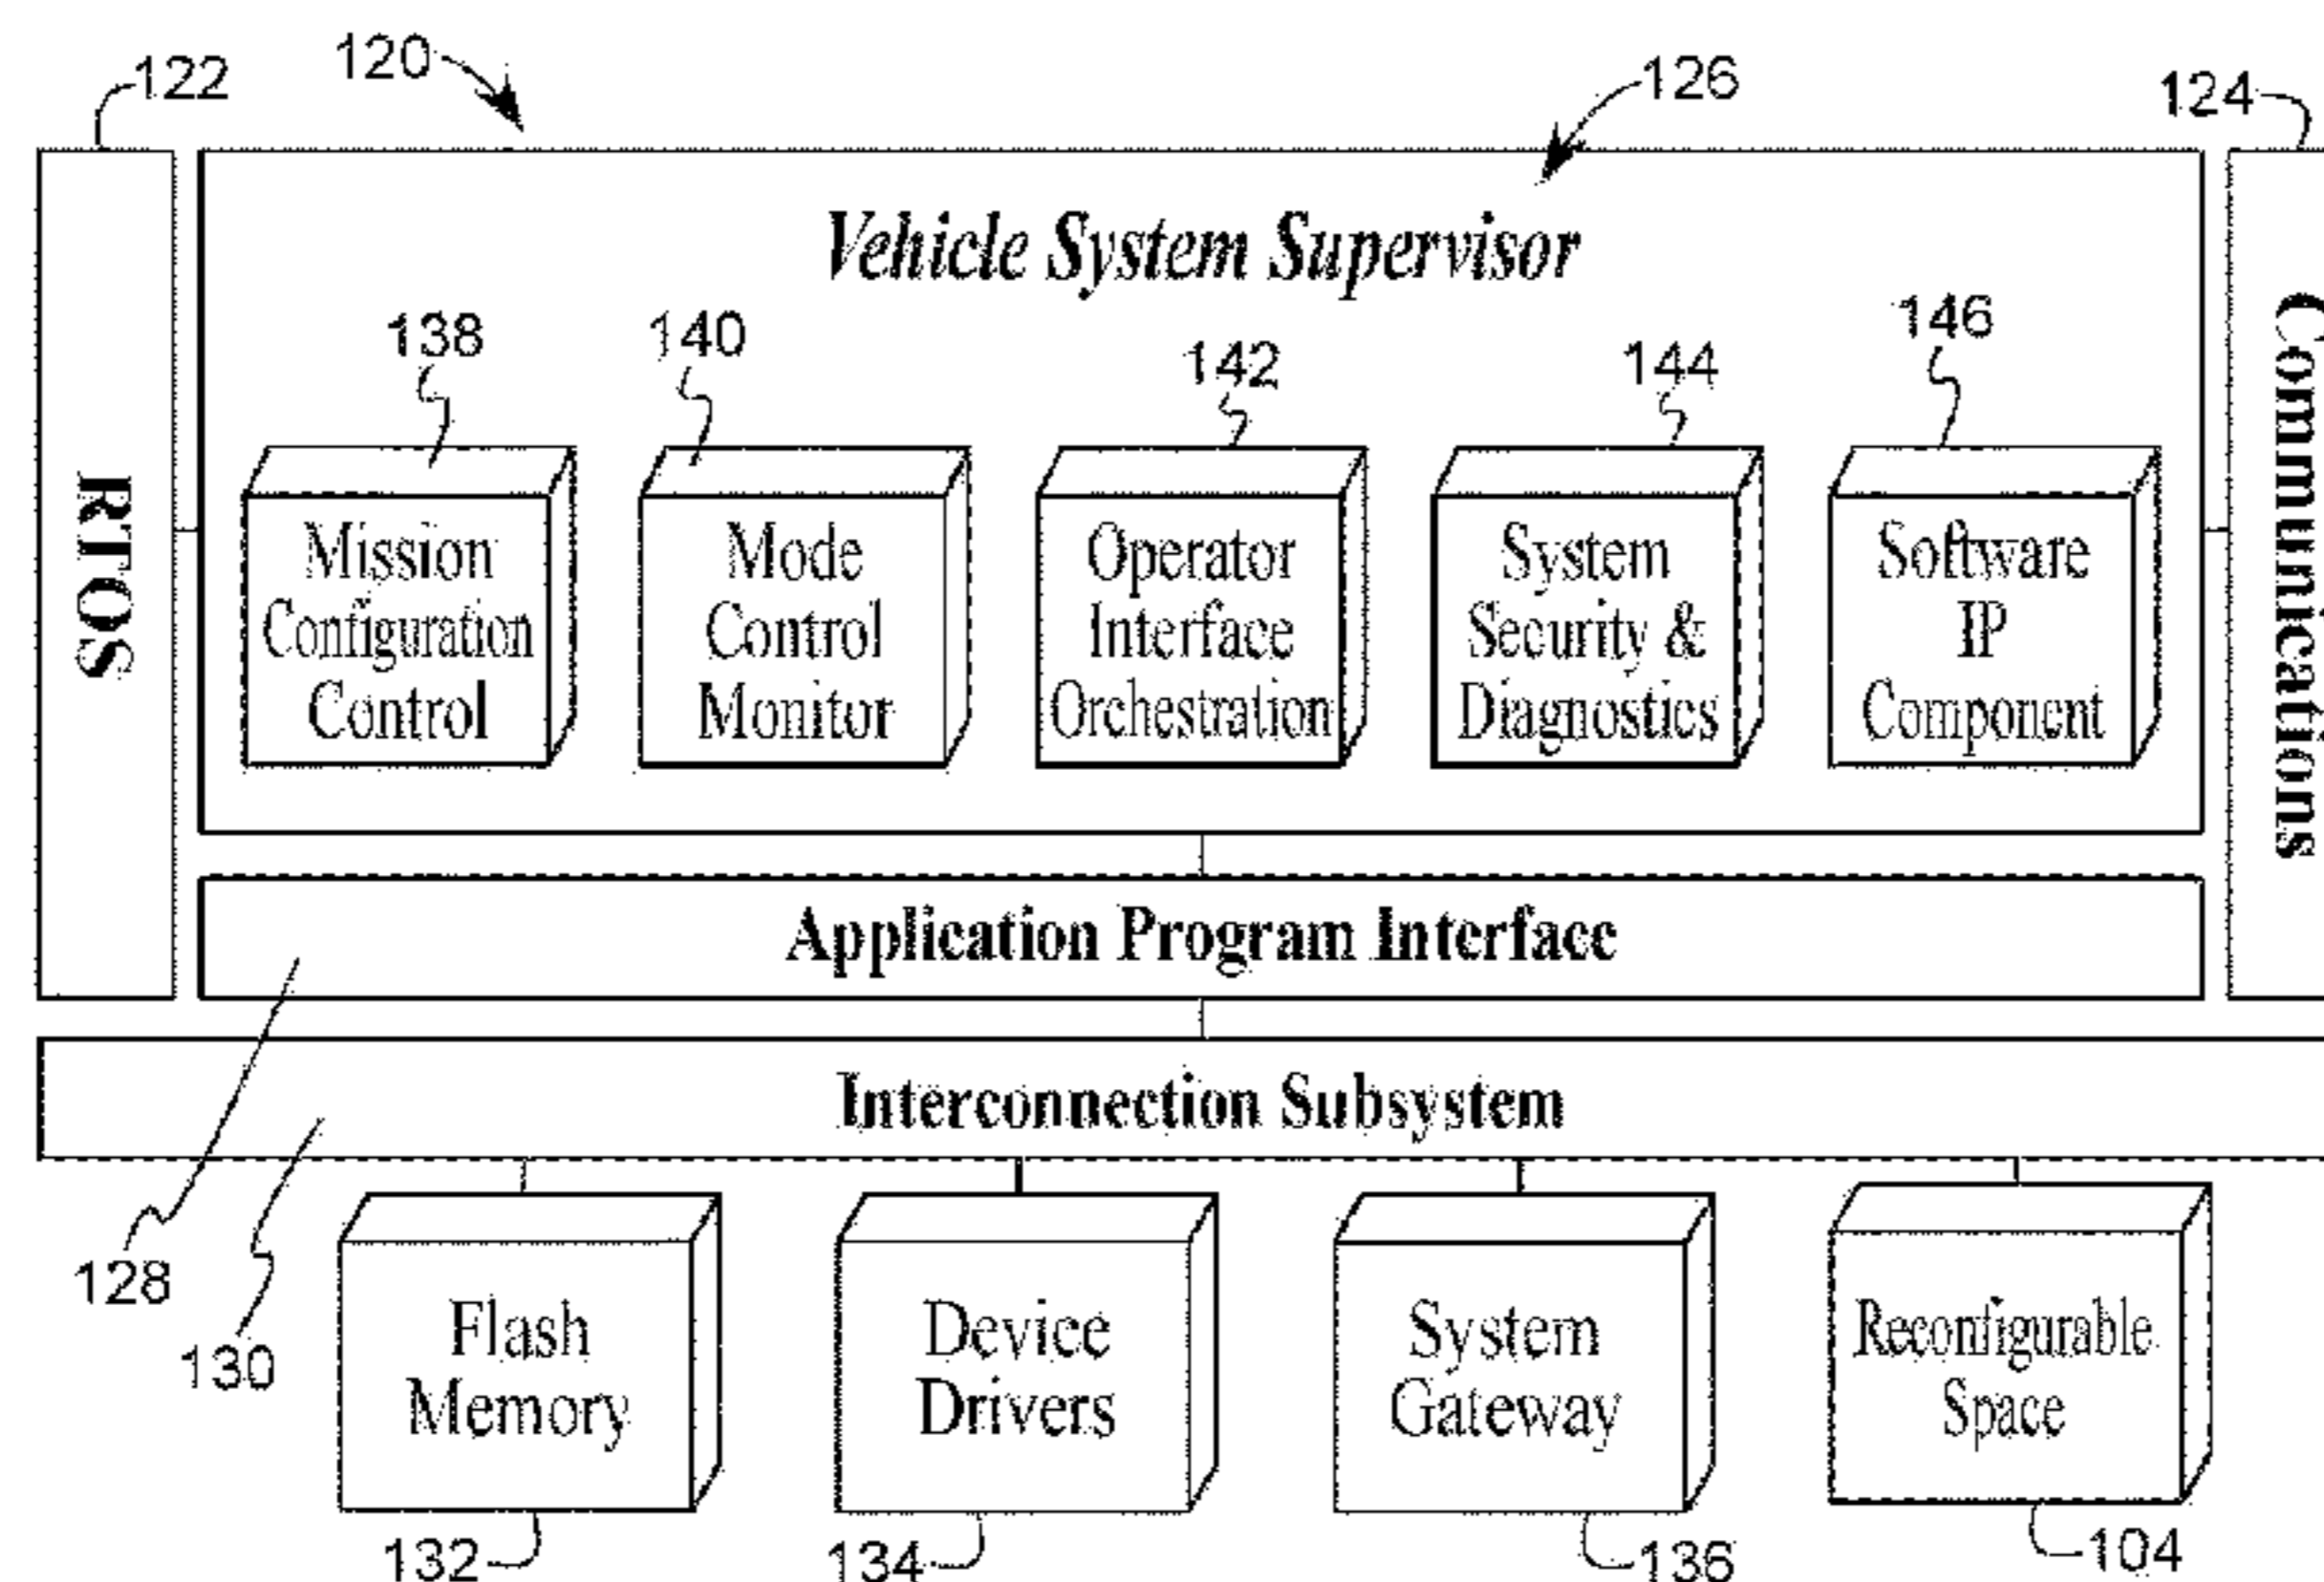 122
120
126
124
Vehicle System Supervisor
138
140
142
144
146
RTOS
Mission
Configuration
Control
Mode
Control
Monitor
Operator
Interface
Orchestration
System
Security &
Diagnostics
Software
IP
Component
Communications
Application Program Interface
Interconnection Subsystem
128
130
Flash
Memory
Device
Drivers
System
Gateway
Reconfigurable
Space
132
134
136
104